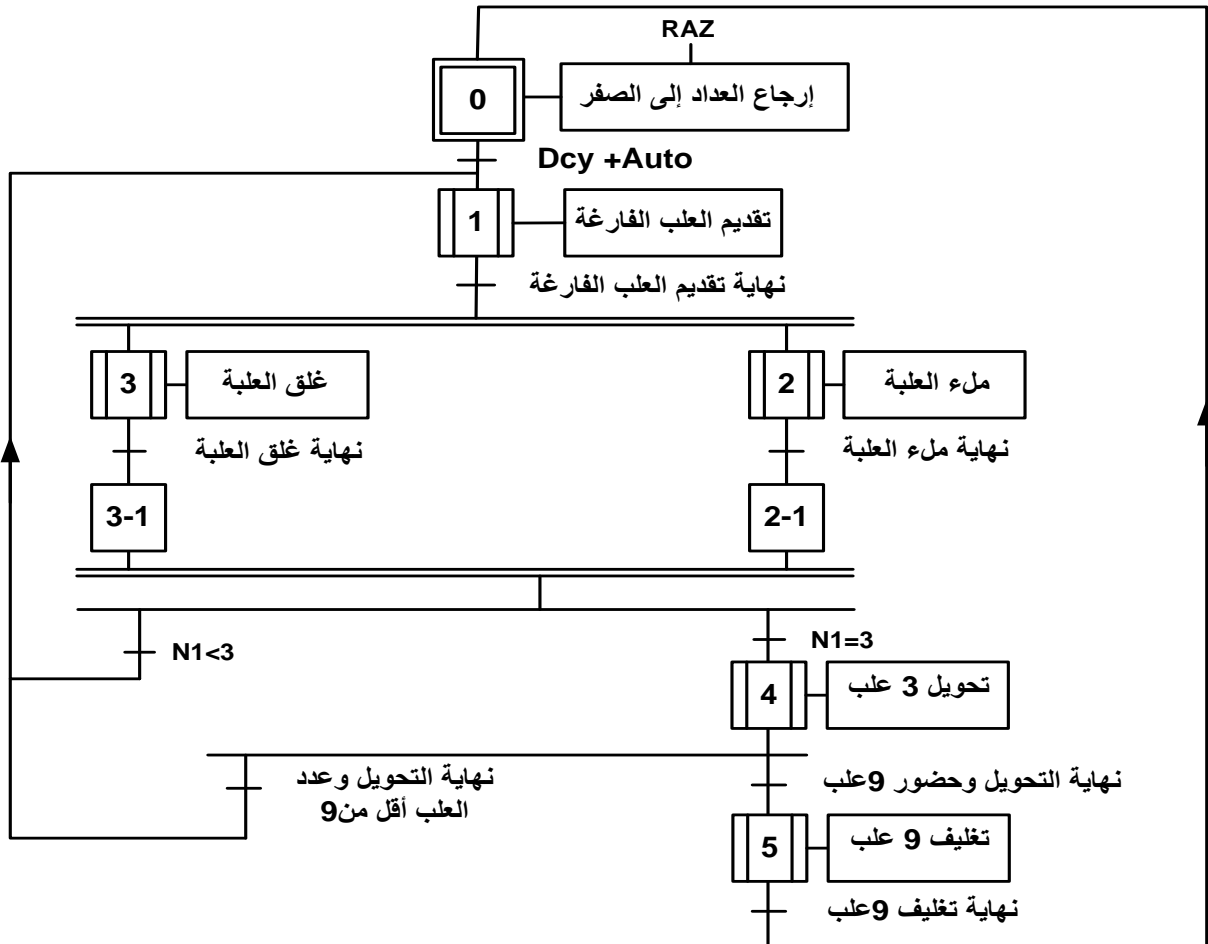 RAZ
0
إرجاع العداد إلى الصفر
Dcy +Auto
1
تقديم العلب الفارغة
نهاية تقديم العلب الفارغة
3
غلق العلبة
2
ملء العلبة
نهاية غلق العلبة
نهاية ملء العلبة
3-1
2-1
N1<3
N1=3
4
تحويل 3 علب
نهاية التحويل وعدد
العلب أقل من9
نهاية التحويل وحضور 9علب
5
تغليف 9 علب
نهاية تغليف 9علب